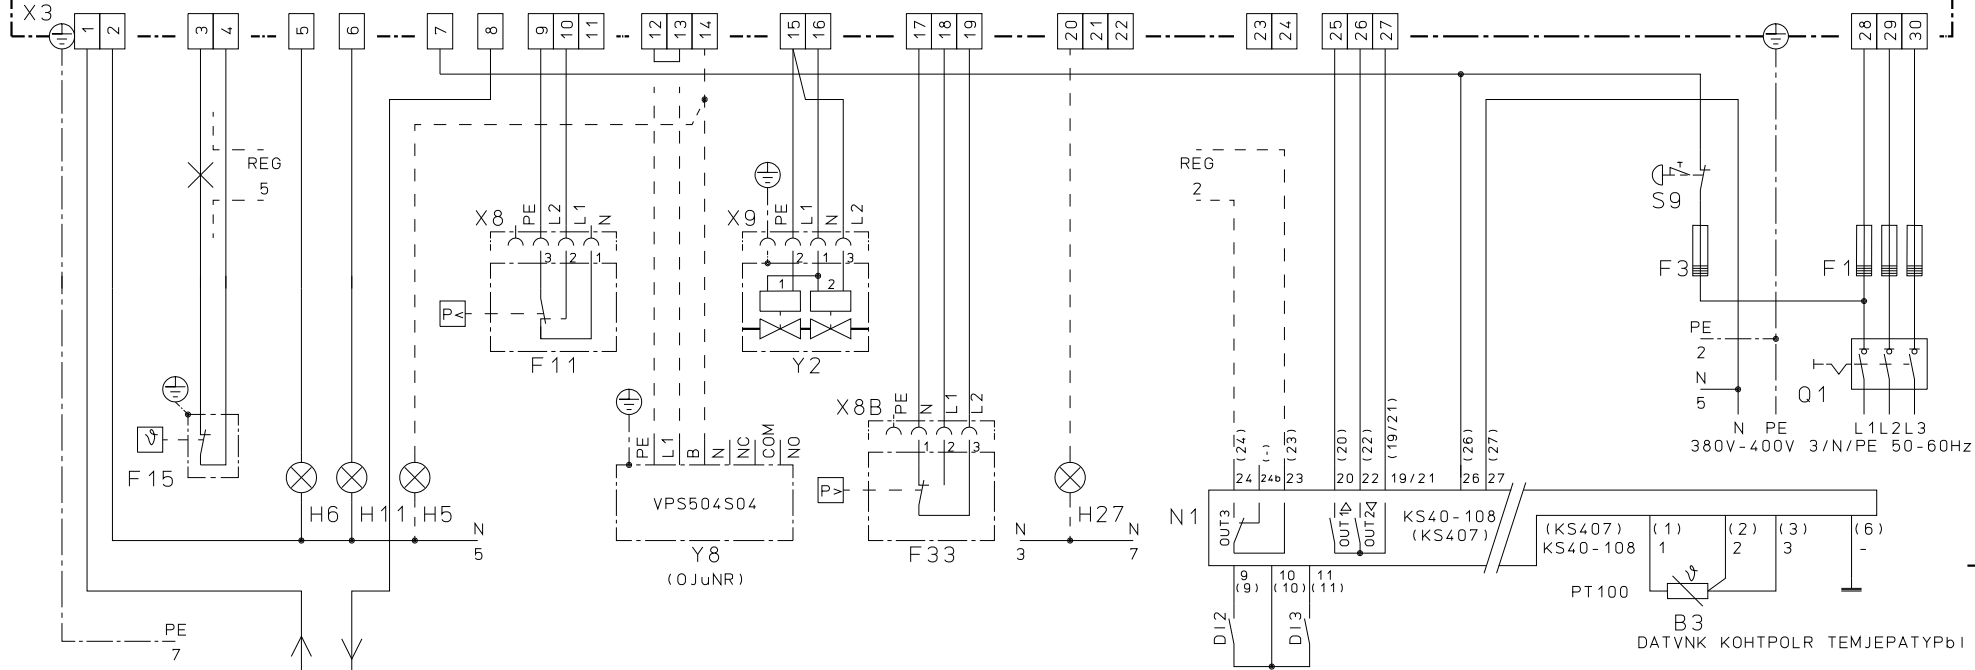 X3
1 2 3 4 5 6 7 8 9 10 11 12 13 14 15 16 17 18 19 20 21 22 23 24 25 26 27 28 29 30
REG
5
REG
2
S9
X8 PE L2 L1 N
X9 PE L1 N L2
3 2 1
2 1 3
1 2
F3
F1
P<
F11
Y2
PE
2
N
5
Q1
X8B PE N L1 L2
1 2 3
N PE L1 L2 L3
380V-400V 3/N/PE 50-60Hz
ϑ
F15
PE L1 B N NC COM NO
VPS504S04
P>
(24) (-) (23) (20) (22) (19/21) (26) (27)
24 24b 23 20 22 19/21 26 27
H6 H11 H5
N
5
Y8
(OJuNR)
F33
N
3
H27
N
7
N1
OUT3
OUT1
OUT2
KS40-108
(KS407)
(KS407) (1) (2) (3) (6)
KS40-108 1 2 3 -
9 10 11
(9) (10) (11)
PT100
ϑ
B3
DATVNK KOHTPOLR TEMJEPATYPbI
DI2
DI3
PE
7